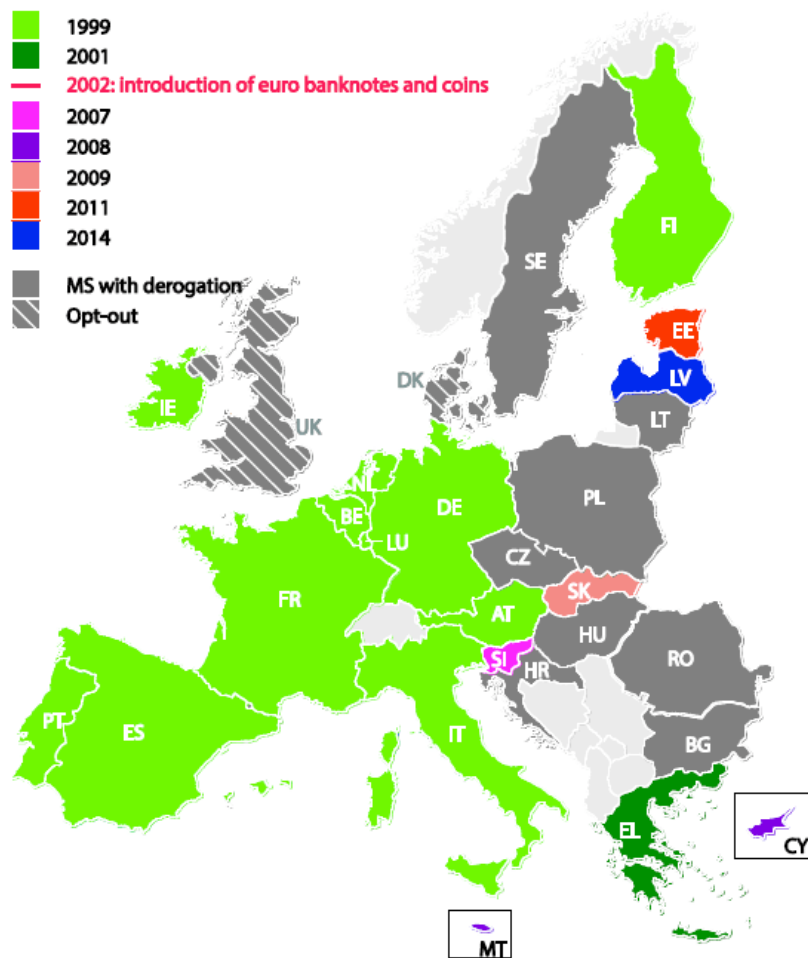 1999
2001
2002: introduction of euro banknotes and coins
2007
2008
2009
2011
2014
MS with derogation
Opt-out
FI
SE
EE
DK
LV
IE
LT
UK
NL
PL
DE
BE
LU
CZ
SK
FR
AT
HU
SI
RO
HR
PT
ES
IT
BG
EL
CY
MT